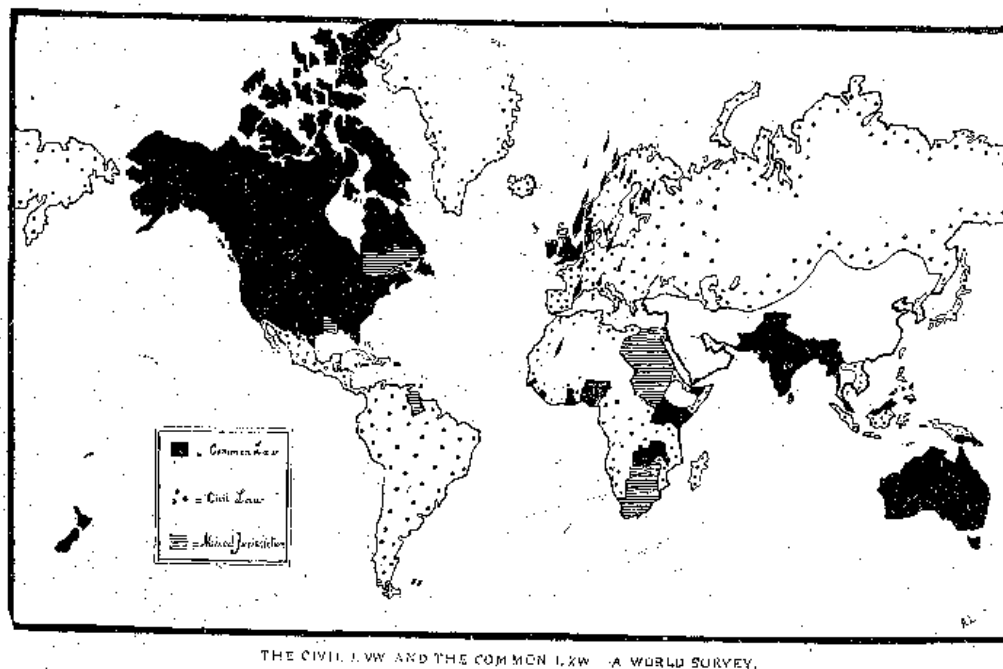 = Common Law
= Civil Law
= Mixed Jurisdiction
R.L.
THE CIVIL LAW AND THE COMMON LAW - A WORLD SURVEY.